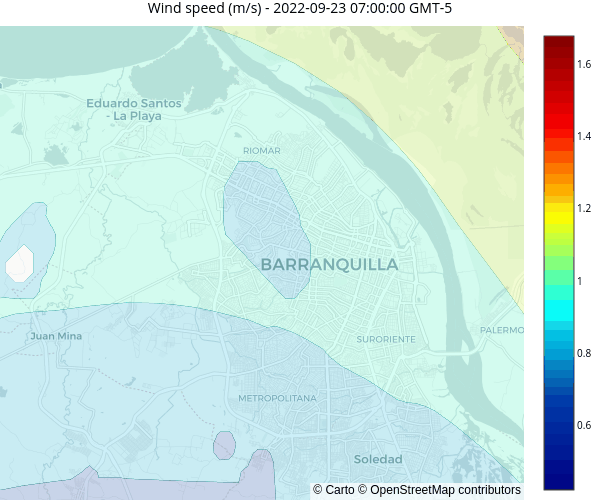 Wind speed (m/s) - 2022-09-23 07:00:00 GMT-5
Eduardo Santos
- La Playa
RIOMAR
BARRANQUILLA
Juan Mina
SURORIENTE
PALERMO
METROPOLITANA
Soledad
© Carto © OpenStreetMap contributors
1.6
1.4
1.2
1
0.8
0.6